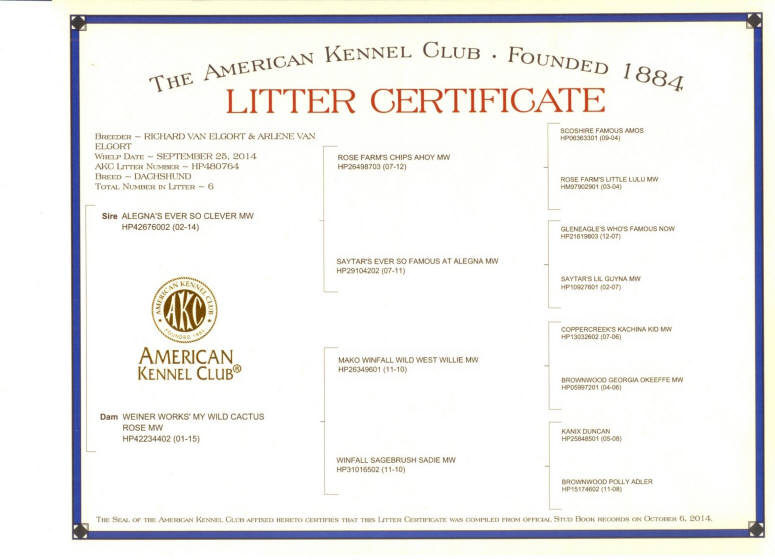 THE AMERICAN KENNEL CLUB · FOUNDED 1884
LITTER CERTIFICATE
BREEDER ~ RICHARD VAN ELGORT & ARLENE VAN
ELGORT
WHELP DATE ~ SEPTEMBER 25, 2014
AKC LITTER NUMBER ~ HP480764
BREED ~ DACHSHUND
TOTAL NUMBER IN LITTER ~ 6
Sire ALEGNA'S EVER SO CLEVER MW
HP42676002 (02-14)
AMERICAN KENNEL CLUB
AKC
FOUNDED 1884
AMERICAN
KENNEL CLUB®
Dam WEINER WORKS' MY WILD CACTUS
ROSE MW
HP42234402 (01-15)
ROSE FARM'S CHIPS AHOY MW
HP26498703 (07-12)
SAYTAR'S EVER SO FAMOUS AT ALEGNA MW
HP29104202 (07-11)
MAKO WINFALL WILD WEST WILLIE MW
HP26349601 (11-10)
WINFALL SAGEBRUSH SADIE MW
HP31016502 (11-10)
SCOSHIRE FAMOUS AMOS
HP06363301 (09-04)
ROSE FARM'S LITTLE LULU MW
HM97902901 (03-04)
GLENEAGLE'S WHO'S FAMOUS NOW
HP21619803 (12-07)
SAYTAR'S LIL GUYNA MW
HP10927601 (02-07)
COPPERCREEK'S KACHINA KID MW
HP13032602 (07-06)
BROWNWOOD GEORGIA OKEEFFE MW
HP05997201 (04-06)
KANIX DUNCAN
HP25848501 (05-08)
BROWNWOOD POLLY ADLER
HP15174602 (11-08)
THE SEAL OF THE AMERICAN KENNEL CLUB AFFIXED HERETO CERTIFIES THAT THIS LITTER CERTIFICATE WAS COMPILED FROM OFFICIAL STUD BOOK RECORDS ON OCTOBER 6, 2014.